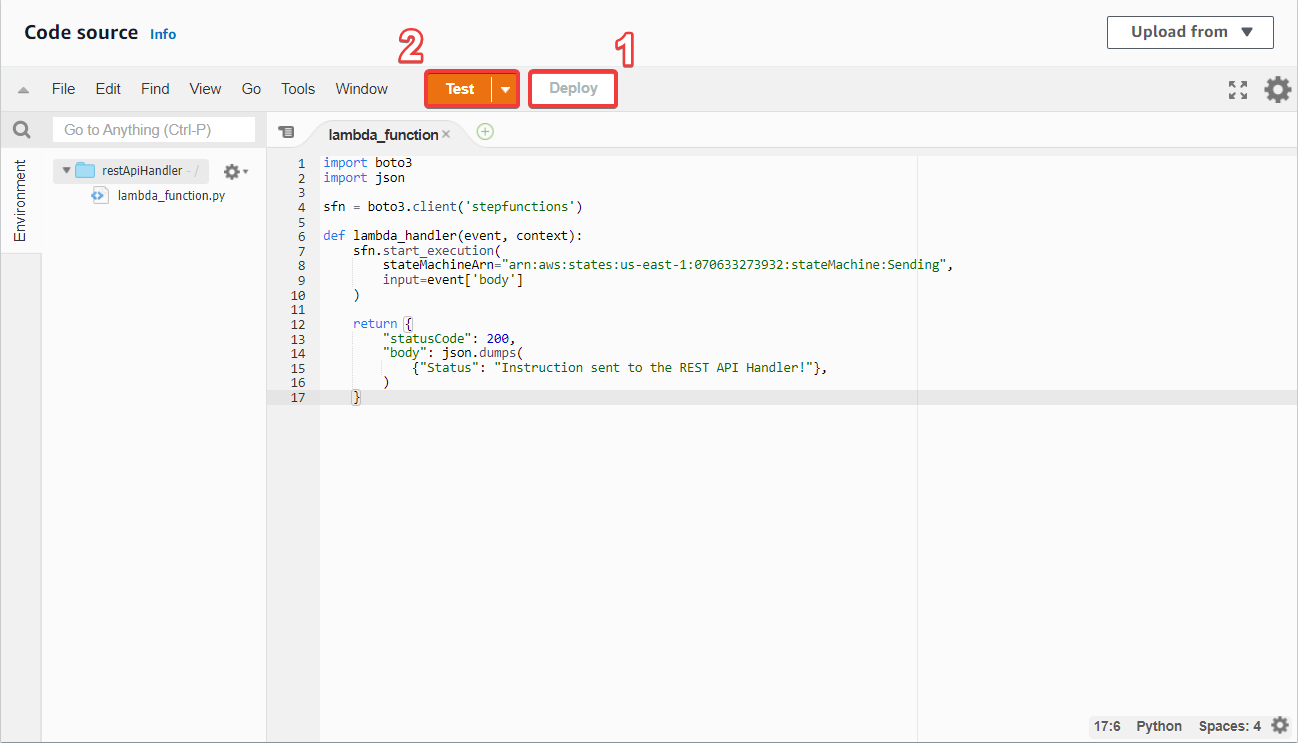 Code source Info
Upload from
2
1
File Edit Find View Go Tools Window Test Deploy
Go to Anything (Ctrl-P)
lambda_function
Environment
restApiHandler - /
lambda_function.py
1 import boto3
2 import json
3
4 sfn = boto3.client('stepfunctions')
5
6 def lambda_handler(event, context):
7     sfn.start_execution(
8         stateMachineArn="arn:aws:states:us-east-1:070633273932:stateMachine:Sending",
9         input=event['body']
10     )
11
12     return {
13         "statusCode": 200,
14         "body": json.dumps(
15             {"Status": "Instruction sent to the REST API Handler!"},
16         )
17     }
17:6 Python Spaces: 4